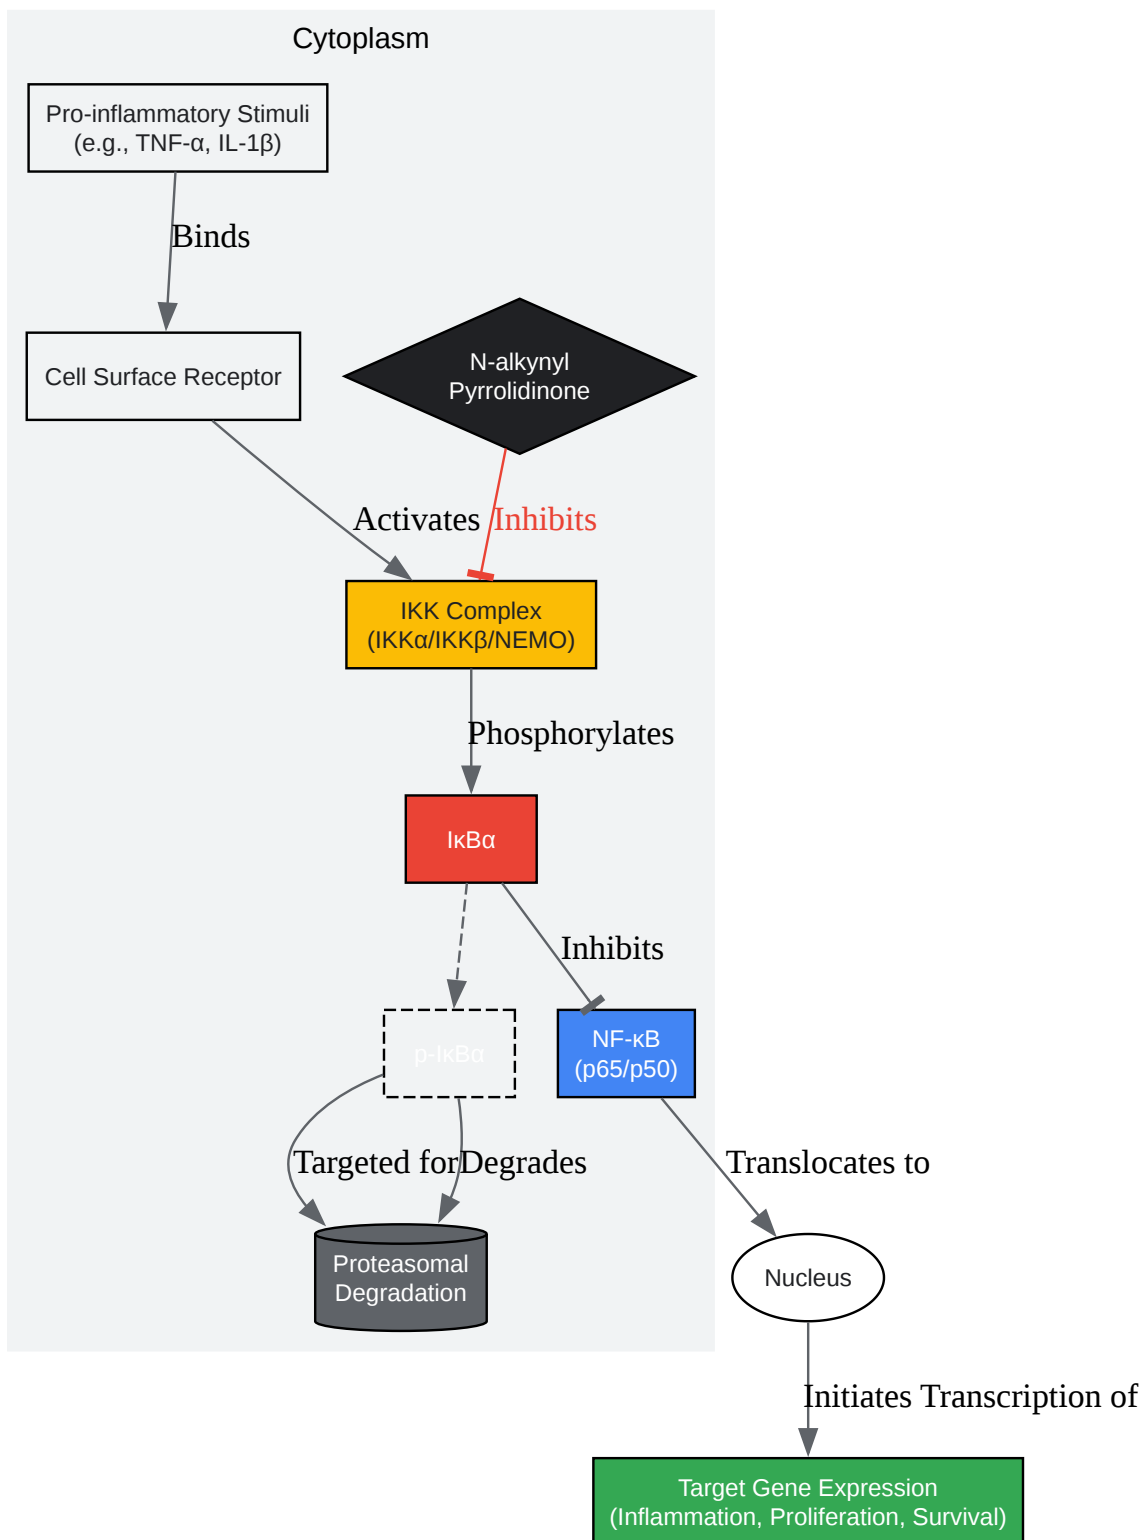 Cytoplasm
Pro-inflammatory Stimuli
(e.g., TNF-α, IL-1β)
Binds
Cell Surface Receptor
N-alkynyl
Pyrrolidinone
Activates
Inhibits
IKK Complex
(IKKα/IKKβ/NEMO)
Phosphorylates
IκBα
Inhibits
p-IκBα
NF-κB
(p65/p50)
Targeted for
Degrades
Translocates to
Proteasomal
Degradation
Nucleus
Initiates Transcription of
Target Gene Expression
(Inflammation, Proliferation, Survival)